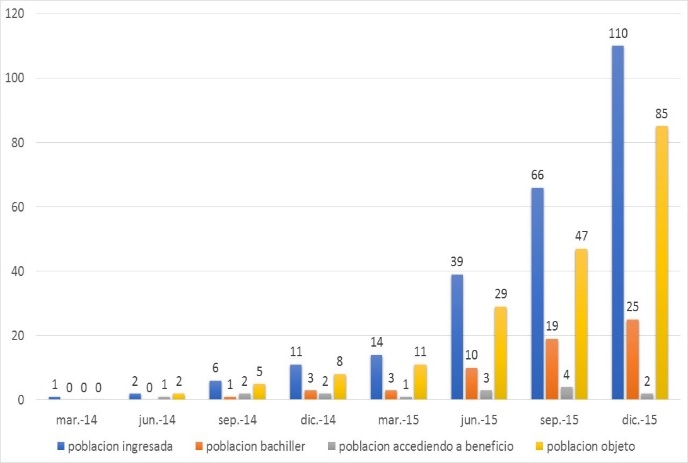 120
100
80
60
40
20
0
1 0 0 0
2 0 1 2
6 1 2 5
11 3 2 8
14 3 1 11
39 10 3 29
66 19 4 47
110 25 2 85
mar.-14 jun.-14 sep.-14 dic.-14 mar.-15 jun.-15 sep.-15 dic.-15
poblacion ingresada poblacion bachiller poblacion accediendo a beneficio poblacion objeto